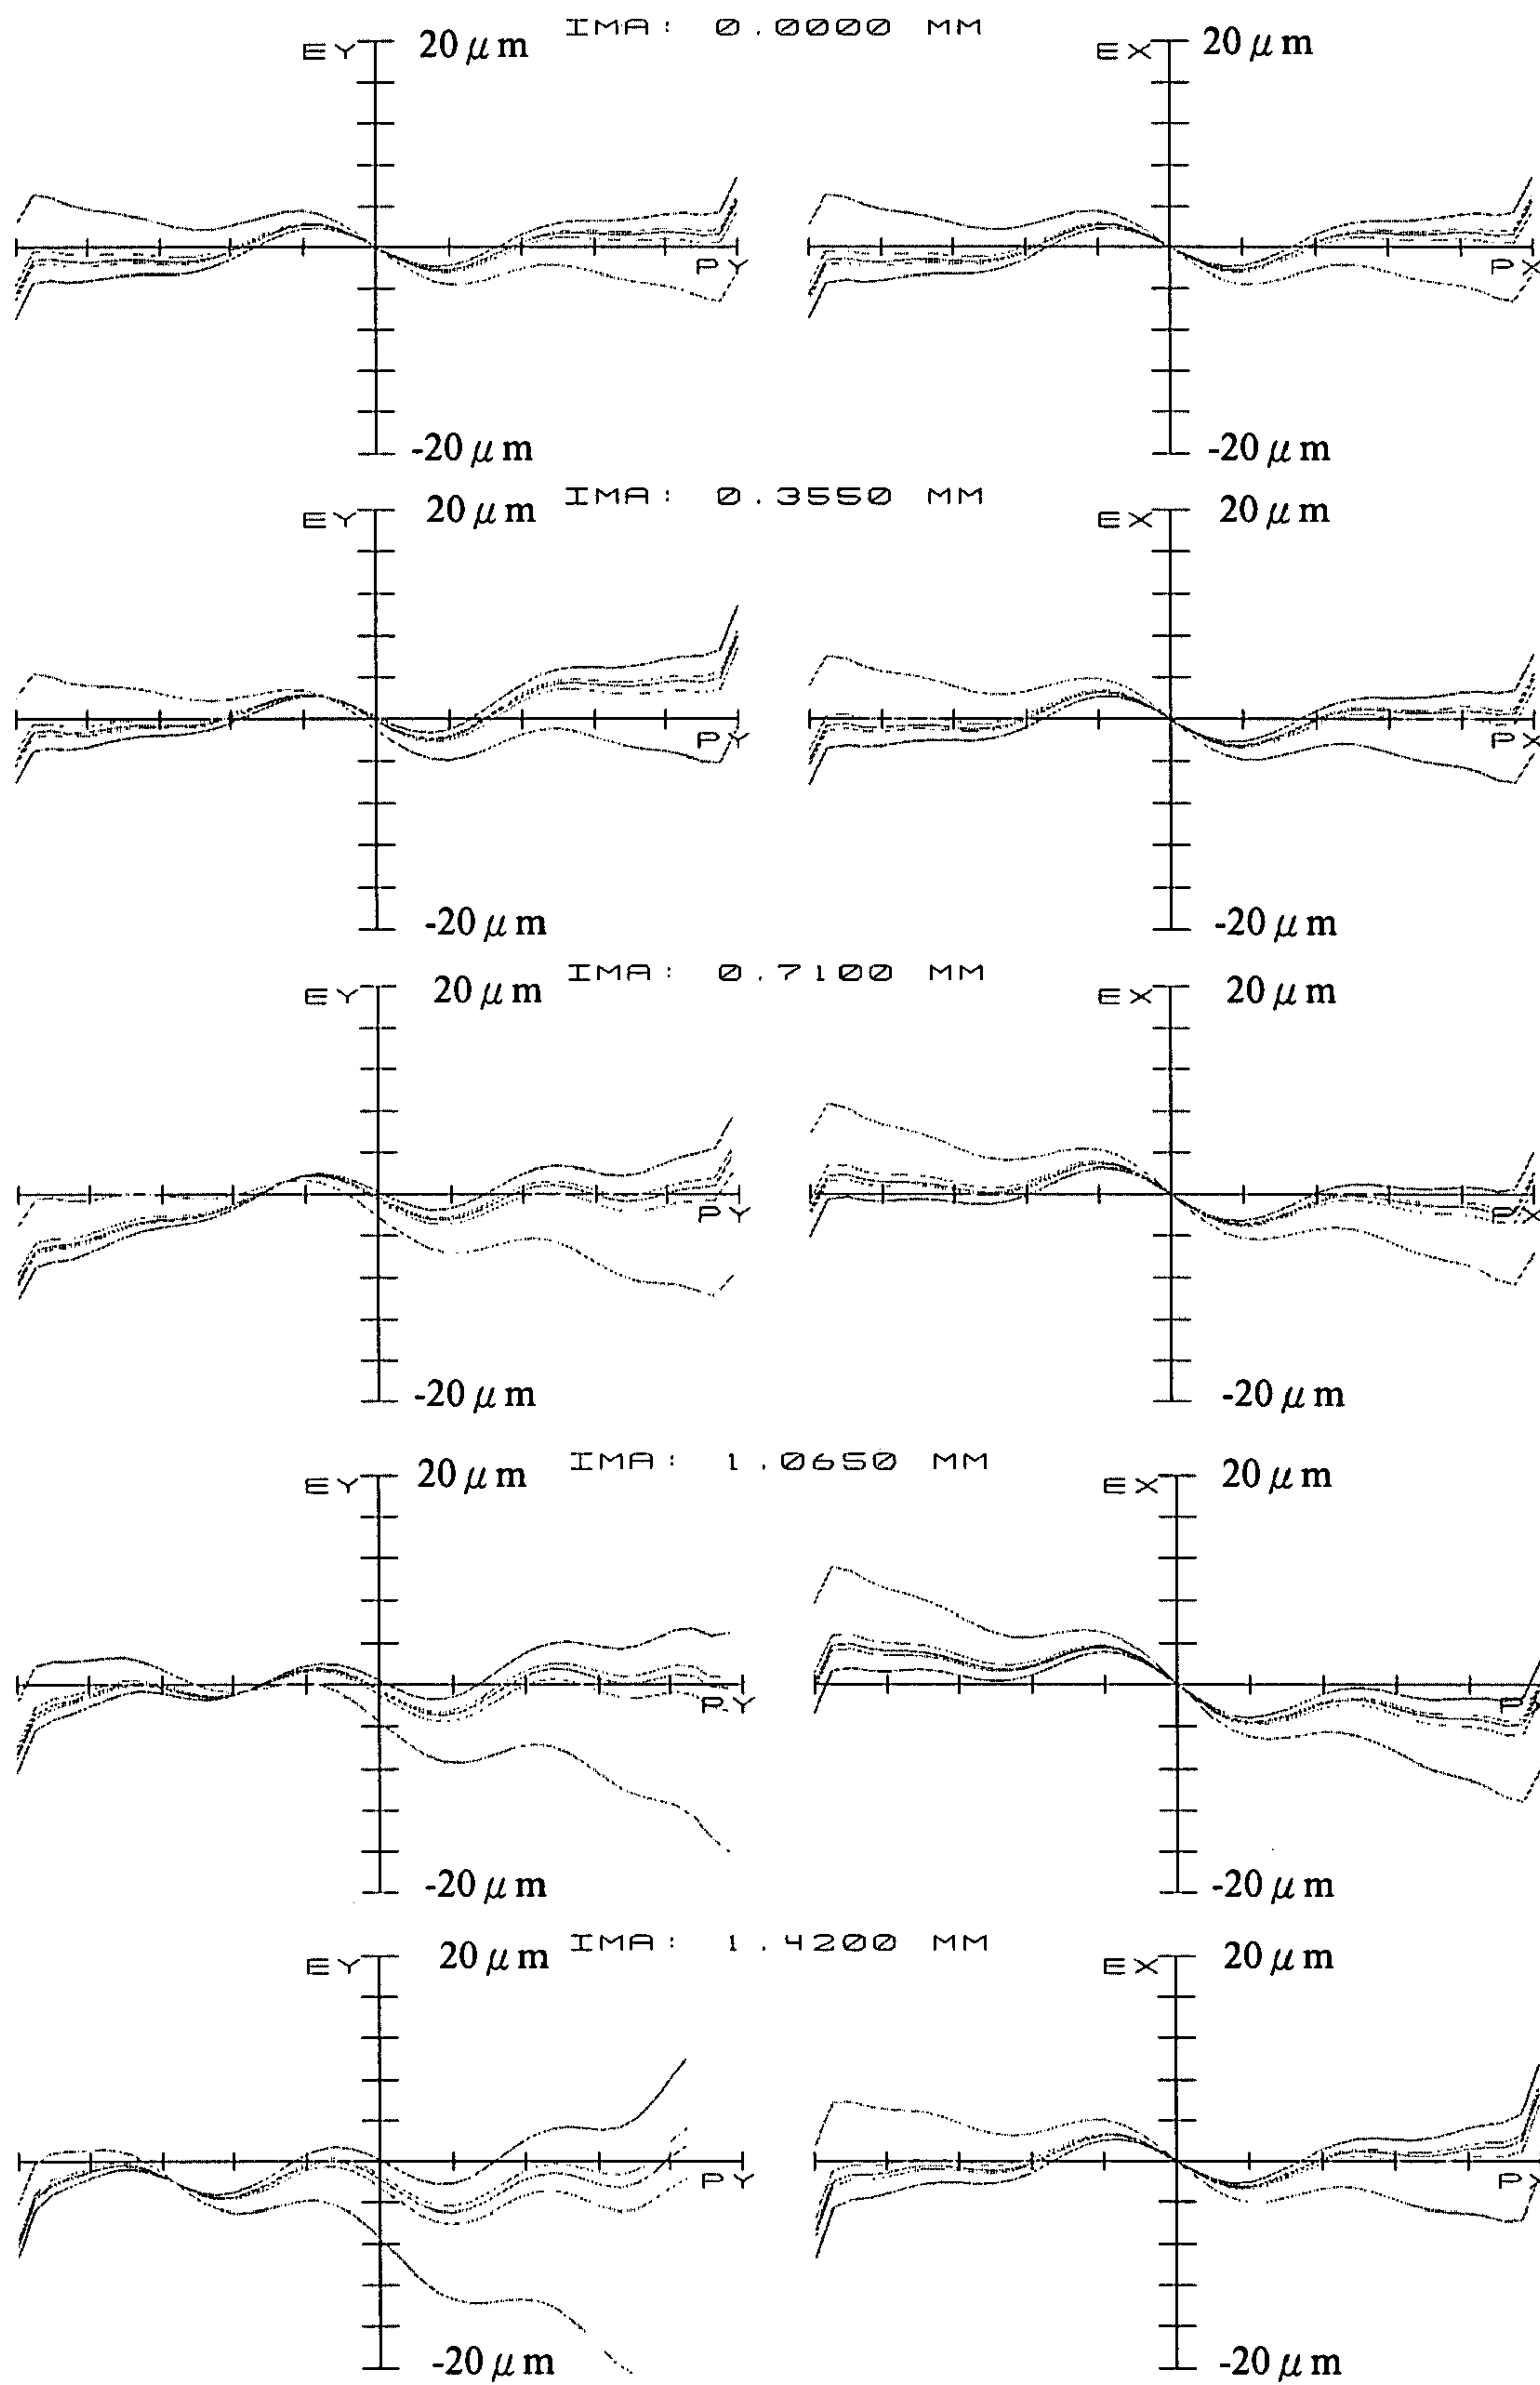 IMA: 0.0000 MM
EY 20 μm EX 20 μm
PY PX
-20 μm -20 μm
IMA: 0.3550 MM
EY 20 μm EX 20 μm
PY PX
-20 μm -20 μm
IMA: 0.7100 MM
EY 20 μm EX 20 μm
PY PX
-20 μm -20 μm
IMA: 1.0650 MM
EY 20 μm EX 20 μm
PY P
-20 μm -20 μm
IMA: 1.4200 MM
EY 20 μm EX 20 μm
PY P
-20 μm -20 μm